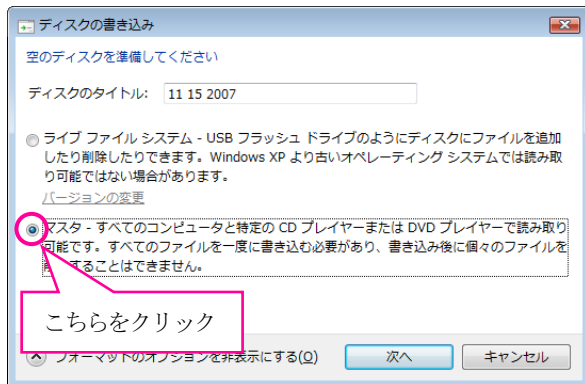 ディスクの書き込み
空のディスクを準備してください
ディスクのタイトル: 11 15 2007
ライブ ファイル システム - USB フラッシュ ドライブのようにディスクにファイルを追加
したり削除したりできます。Windows XP より古いオペレーティング システムでは読み取
り可能ではない場合があります。
バージョンの変更
マスタ - すべてのコンピュータと特定の CD プレイヤーまたは DVD プレイヤーで読み取り
可能です。すべてのファイルを一度に書き込む必要があり、書き込み後に個々のファイルを
することはできません。
こちらをクリック
フォーマットのオプションを非表示にする(O)
次へ
キャンセル